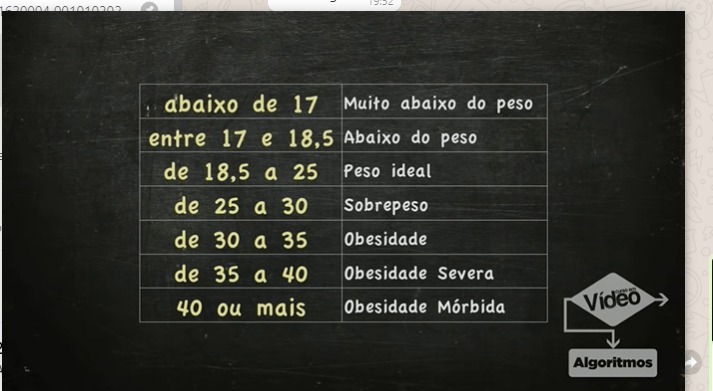 19:52
abaixo de 17 Muito abaixo do peso
entre 17 e 18,5 Abaixo do peso
de 18,5 a 25 Peso ideal
de 25 a 30 Sobrepeso
de 30 a 35 Obesidade
de 35 a 40 Obesidade Severa
40 ou mais Obesidade Mórbida
Vídeo
Algoritmos